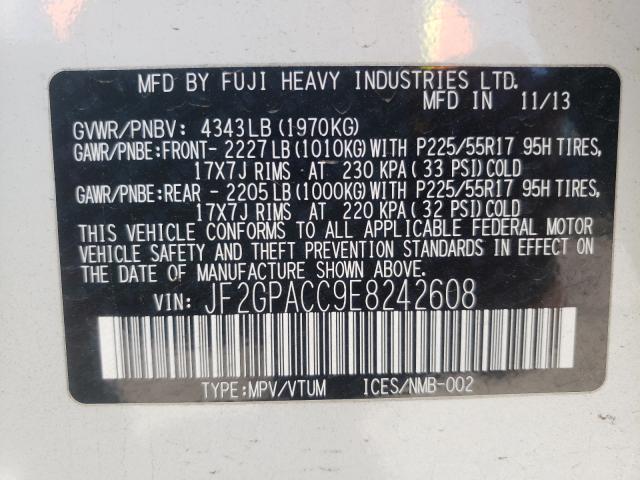 MFD BY FUJI HEAVY INDUSTRIES LTD.
MFD IN 11/13
GVWR/PNBV: 4343LB (1970KG)
GAWR/PNBE:FRONT- 2227LB(1010KG)WITH P225/55R17 95H TIRES,
17X7J RIMS AT 230 KPA(33 PSI)COLD
GAWR/PNBE:REAR - 2205LB(1000KG)WITH P225/55R17 95H TIRES,
17X7J RIMS AT 220 KPA(32 PSI)COLD
THIS VEHICLE CONFORMS TO ALL APPLICABLE FEDERAL MOTOR
VEHICLE SAFETY AND THEFT PREVENTION STANDARDS IN EFFECT ON
THE DATE OF MANUFACTURE SHOWN ABOVE.
VIN: JF2GPACC9E8242608
TYPE:MPV/VTUM ICES/NMB-002